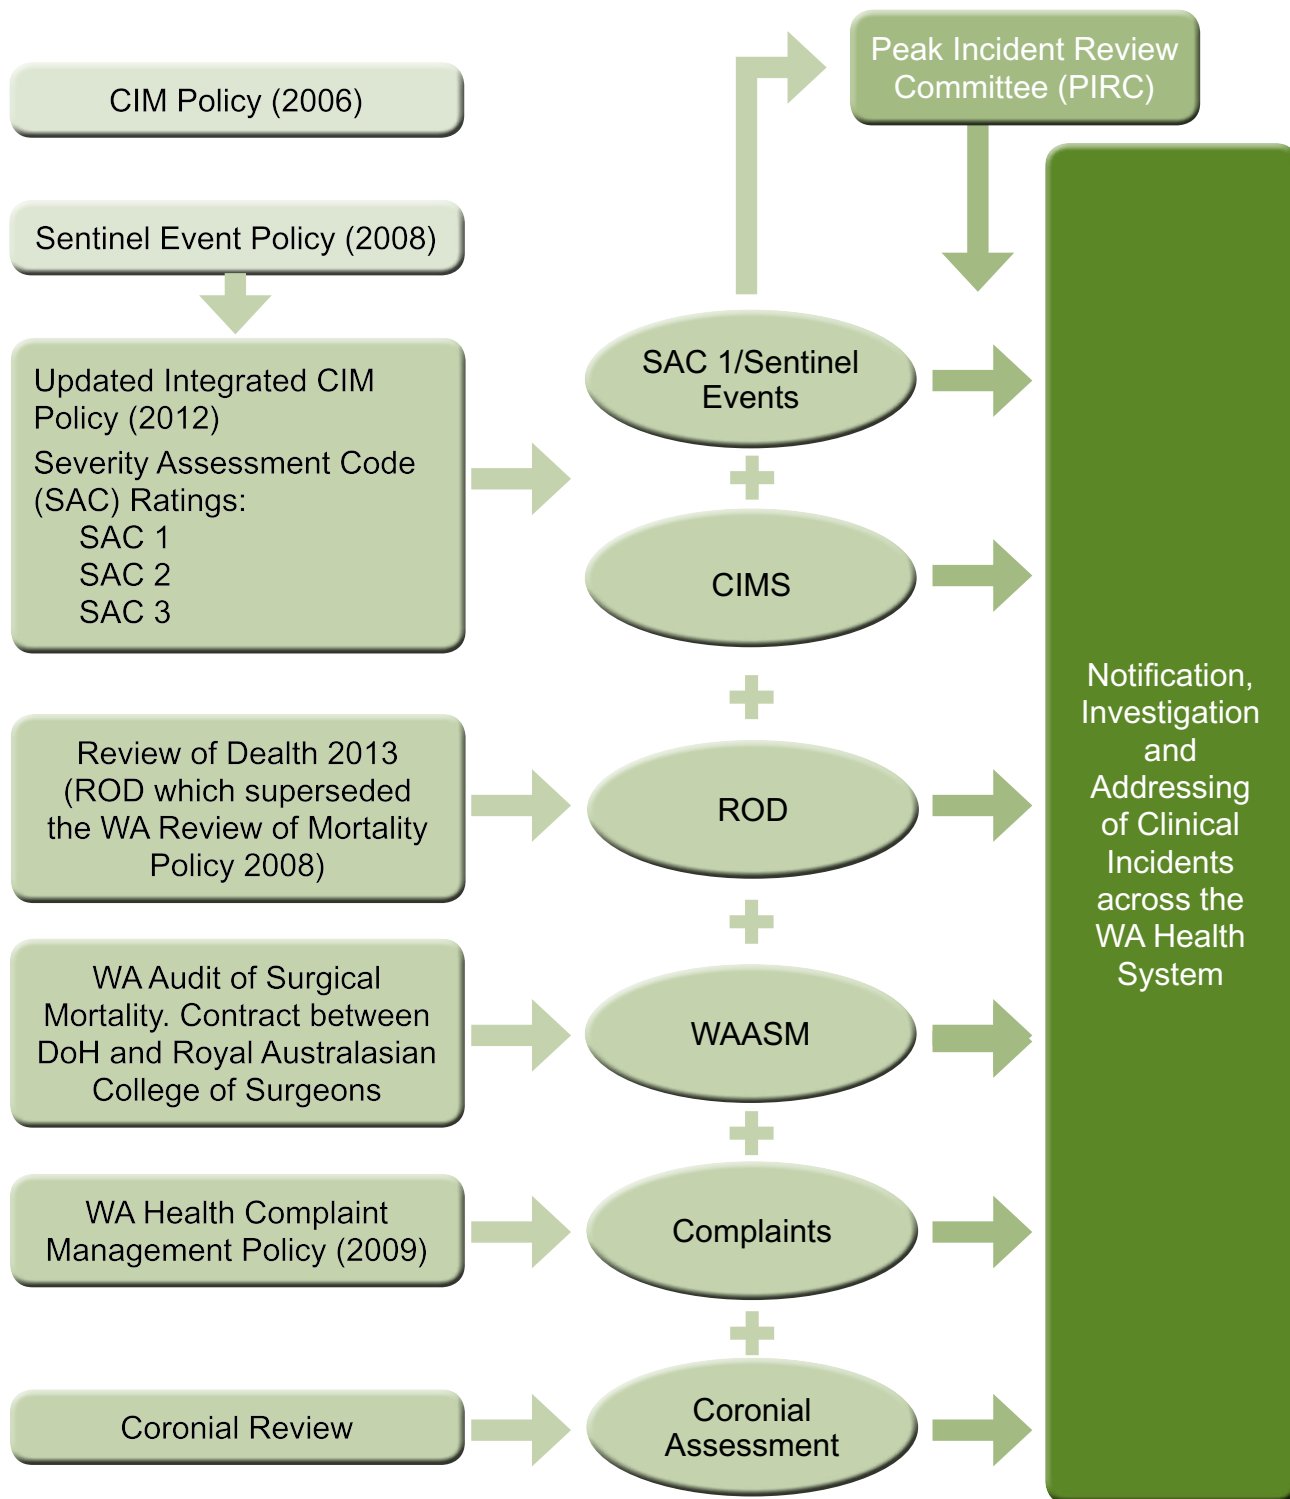 Peak Incident Review
Committee (PIRC)
CIM Policy (2006)
Sentinel Event Policy (2008)
Updated Integrated CIM
Policy (2012)
Severity Assessment Code
(SAC) Ratings:
SAC 1
SAC 2
SAC 3
SAC 1/Sentinel
Events
CIMS
Review of Dealth 2013
(ROD which superseded
the WA Review of Mortality
Policy 2008)
ROD
WA Audit of Surgical
Mortality. Contract between
DoH and Royal Australasian
College of Surgeons
WAASM
WA Health Complaint
Management Policy (2009)
Complaints
Coronial Review
Coronial
Assessment
Notification,
Investigation
and
Addressing
of Clinical
Incidents
across the
WA Health
System